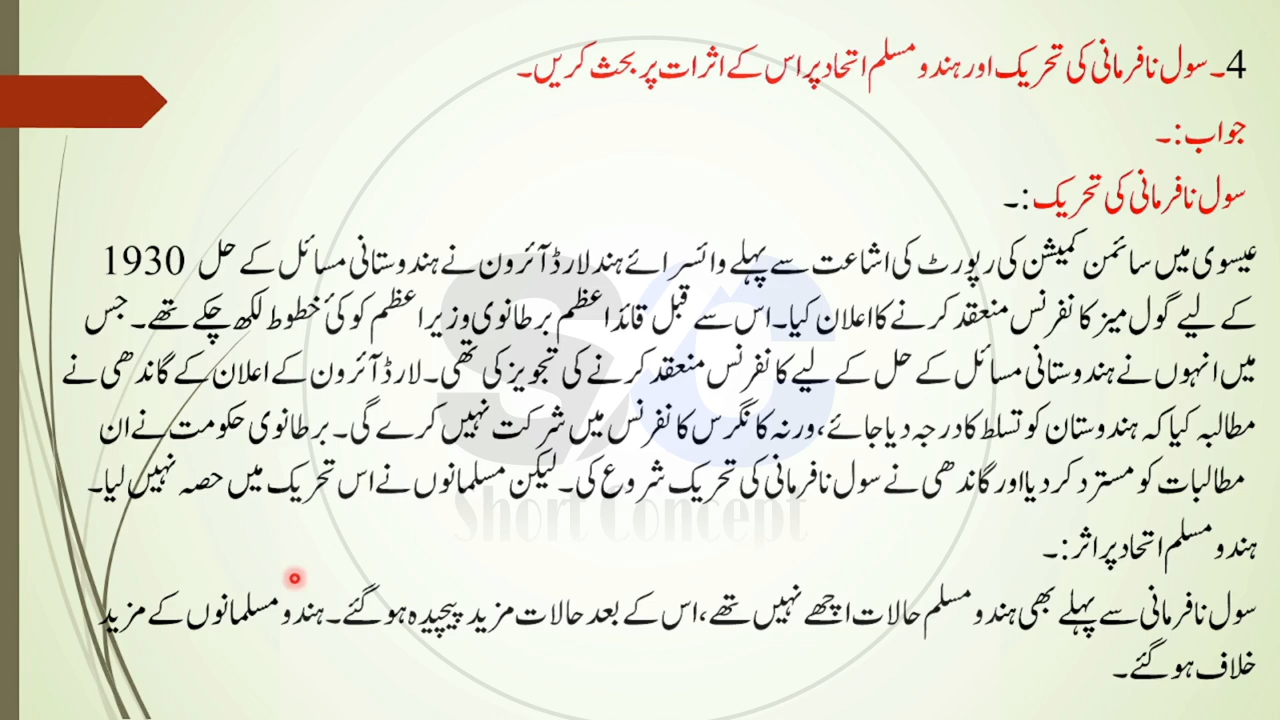 4۔ سول نافرمانی کی تحریک اور ہندو مسلم اتحاد پر اس کے اثرات پر بحث کریں۔
جواب:۔
سول نافرمانی کی تحریک:۔
عیسوی میں سائمن کمیشن کی رپورٹ کی اشاعت سے پہلے وائسرائے ہند لارڈ آئرون نے ہندوستانی مسائل کے حل 1930
کے لیے گول میز کانفرنس منعقد کرنے کا اعلان کیا۔ اس سے قبل قائداعظم برطانوی وزیراعظم کو کئ خطوط لکھ چکے تھے۔ جس
میں انہوں نے ہندوستانی مسائل کے حل کے لیے کانفرنس منعقد کرنے کی تجویز کی تھی۔ لارڈ آئرون کے اعلان کے گاندھی نے
مطالبہ کیا کہ ہندوستان کو تسلط کا درجہ دیا جائے، ورنہ کانگرس کانفرنس میں شرکت نہیں کرے گی۔ برطانوی حکومت نے ان
مطالبات کو مسترد کر دیا اور گاندھی نے سول نافرمانی کی تحریک شروع کی۔ لیکن مسلمانوں نے اس تحریک میں حصہ نہیں لیا۔
ہندو مسلم اتحاد پر اثر:۔
سول نافرمانی سے پہلے بھی ہندو مسلم حالات اچھے نہیں تھے، اس کے بعد حالات مزید پیچیدہ ہو گئے۔ ہندو مسلمانوں کے مزید
خلاف ہو گئے۔
SC
Short Concept